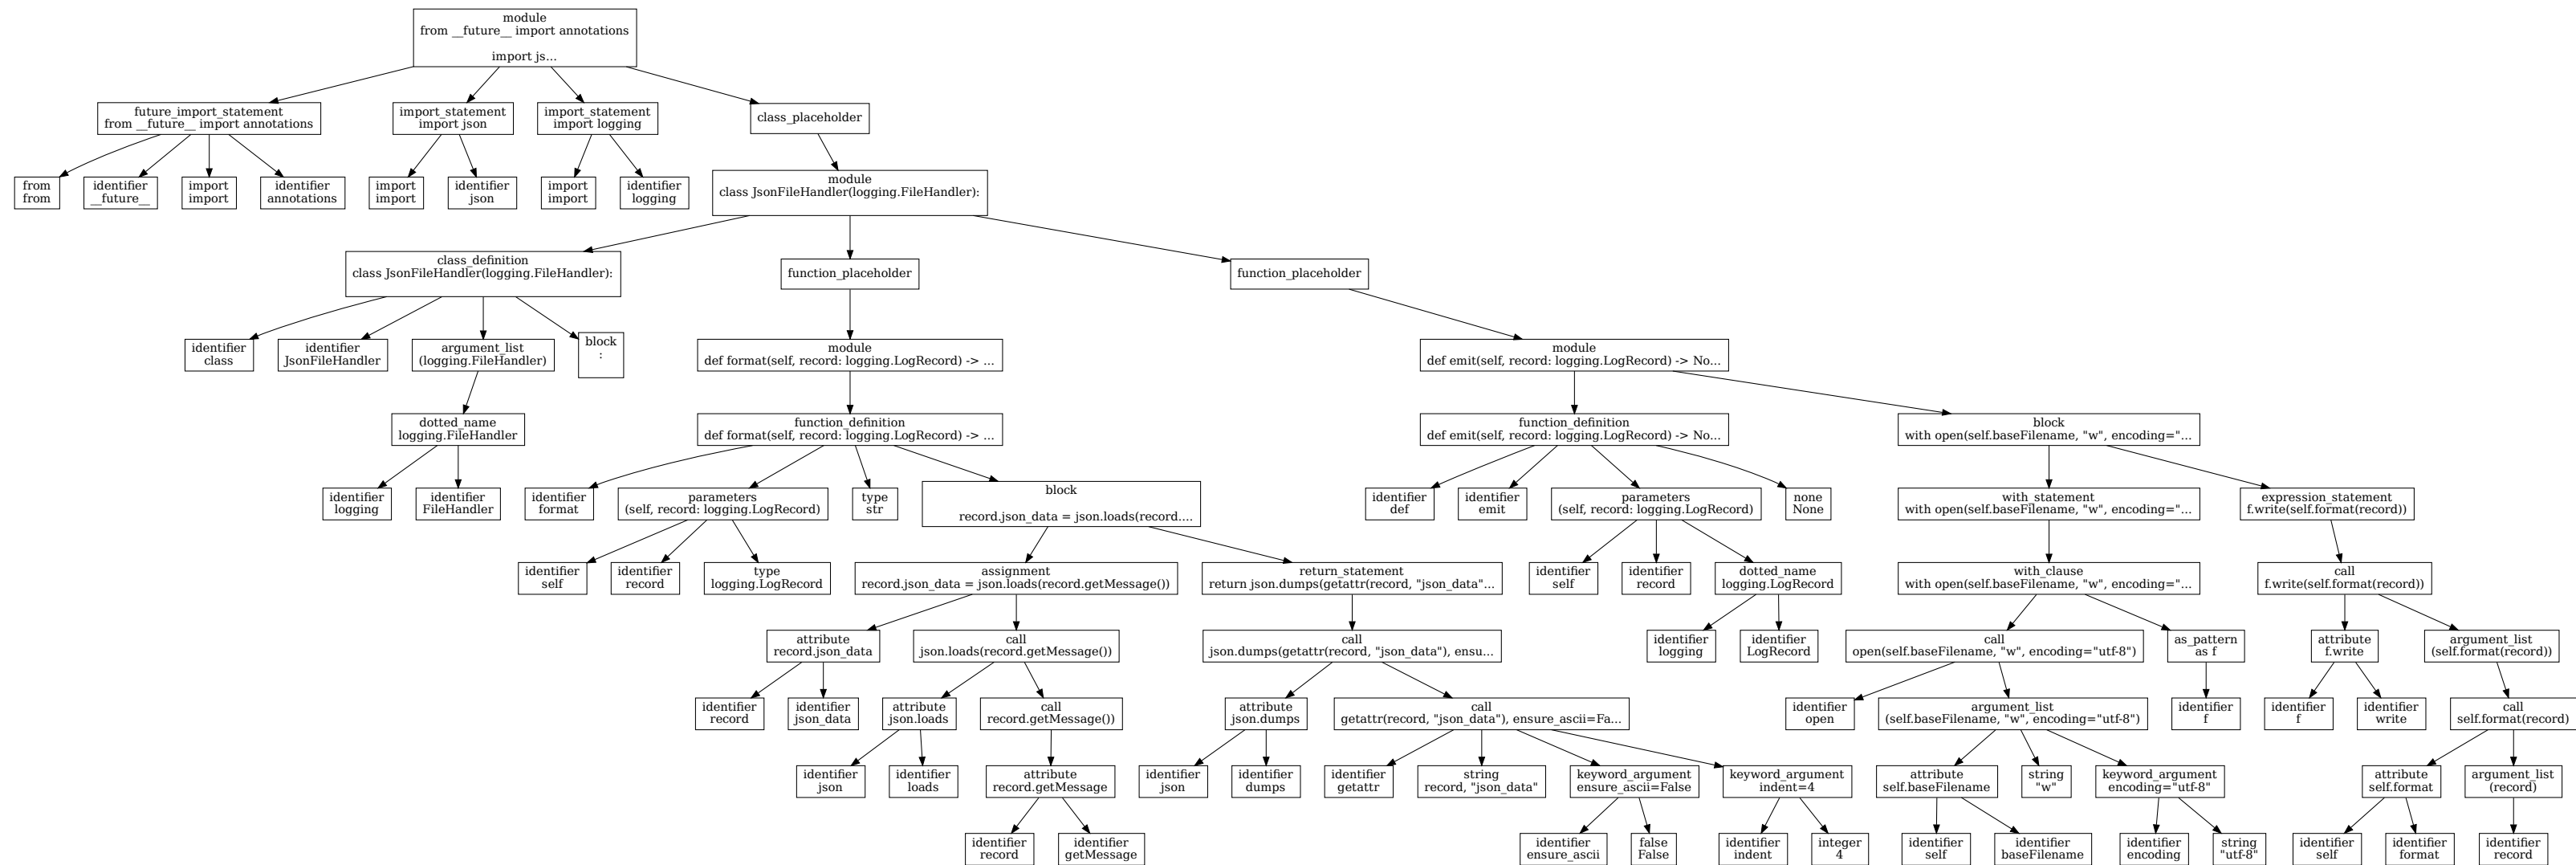 module
from __future__ import annotations
import js...
future_import_statement
from __future__ import annotations
import_statement
import json
import_statement
import logging
class_placeholder
from
from
identifier
__future__
import
import
identifier
annotations
import
import
identifier
json
import
import
identifier
logging
module
class JsonFileHandler(logging.FileHandler):
class_definition
class JsonFileHandler(logging.FileHandler):
function_placeholder
function_placeholder
identifier
class
identifier
JsonFileHandler
argument_list
(logging.FileHandler)
block
:
module
def format(self, record: logging.LogRecord) -> ...
module
def emit(self, record: logging.LogRecord) -> No...
dotted_name
logging.FileHandler
function_definition
def format(self, record: logging.LogRecord) -> ...
function_definition
def emit(self, record: logging.LogRecord) -> No...
block
with open(self.baseFilename, "w", encoding="...
identifier
logging
identifier
FileHandler
identifier
format
parameters
(self, record: logging.LogRecord)
type
str
block
record.json_data = json.loads(record....
identifier
def
identifier
emit
parameters
(self, record: logging.LogRecord)
none
None
with_statement
with open(self.baseFilename, "w", encoding="...
expression_statement
f.write(self.format(record))
identifier
self
identifier
record
type
logging.LogRecord
assignment
record.json_data = json.loads(record.getMessage())
return_statement
return json.dumps(getattr(record, "json_data"...
identifier
self
identifier
record
dotted_name
logging.LogRecord
with_clause
with open(self.baseFilename, "w", encoding="...
call
f.write(self.format(record))
attribute
record.json_data
call
json.loads(record.getMessage())
call
json.dumps(getattr(record, "json_data"), ensu...
identifier
logging
identifier
LogRecord
call
open(self.baseFilename, "w", encoding="utf-8")
as_pattern
as f
attribute
f.write
argument_list
(self.format(record))
identifier
record
identifier
json_data
attribute
json.loads
call
record.getMessage())
attribute
json.dumps
call
getattr(record, "json_data"), ensure_ascii=Fa...
identifier
open
argument_list
(self.baseFilename, "w", encoding="utf-8")
identifier
f
identifier
f
identifier
write
call
self.format(record)
identifier
json
identifier
loads
attribute
record.getMessage
identifier
json
identifier
dumps
identifier
getattr
string
record, "json_data"
keyword_argument
ensure_ascii=False
keyword_argument
indent=4
attribute
self.baseFilename
string
"w"
keyword_argument
encoding="utf-8"
attribute
self.format
argument_list
(record)
identifier
record
identifier
getMessage
identifier
ensure_ascii
false
False
identifier
indent
integer
4
identifier
self
identifier
baseFilename
identifier
encoding
string
"utf-8"
identifier
self
identifier
format
identifier
record